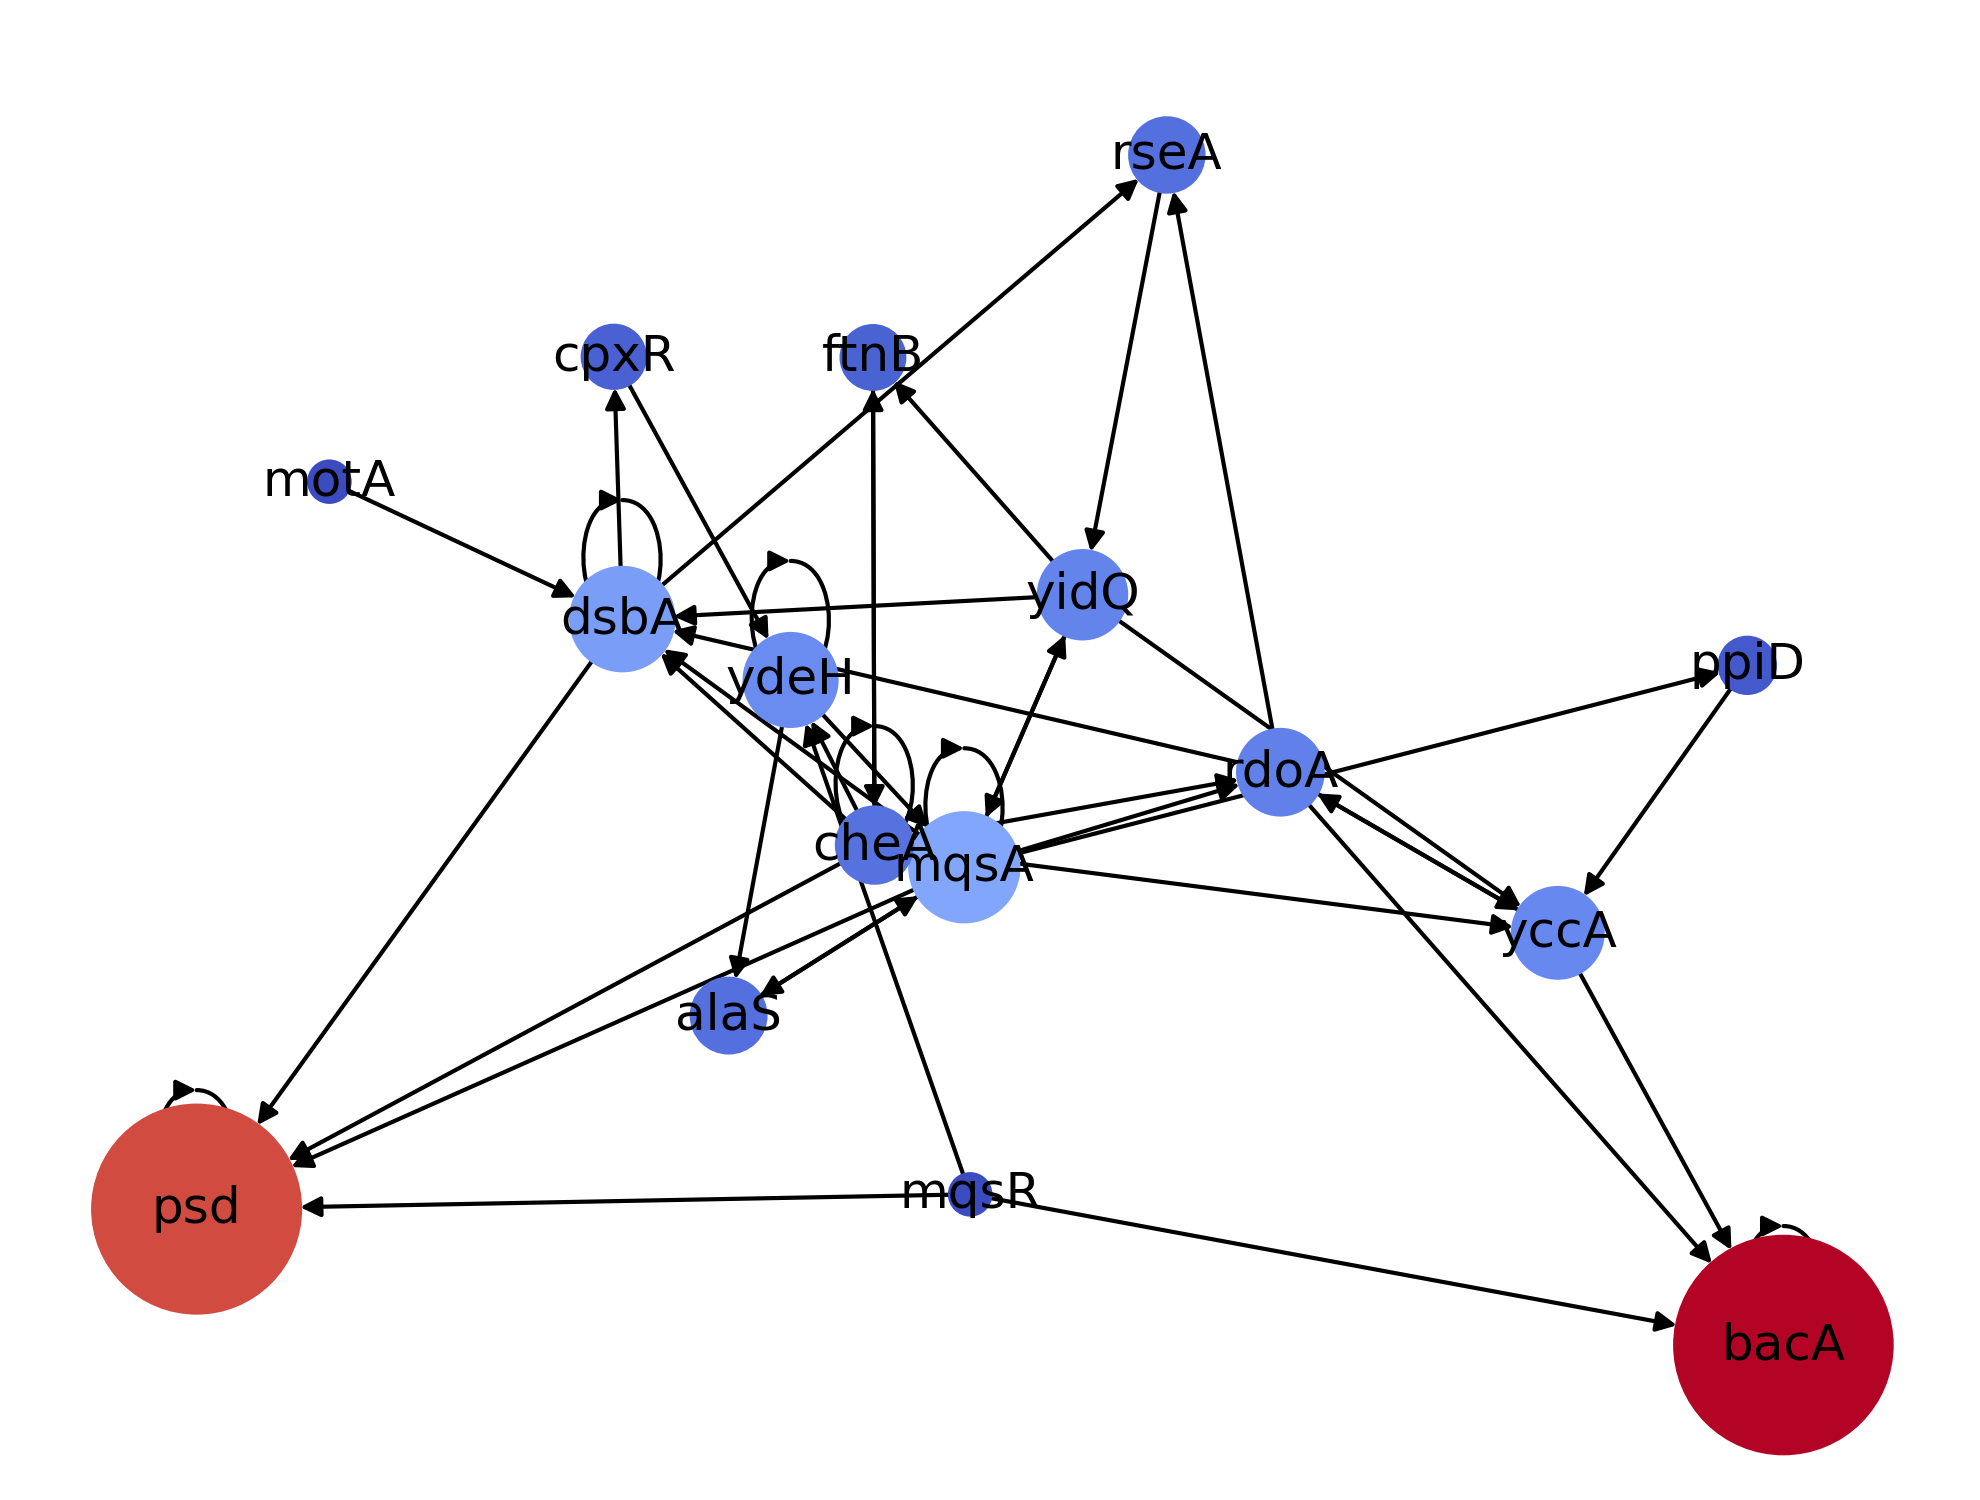 rseA
cpxR
ftnB
motA
yidQ
dsbA
ydeH
ppiD
rdoA
cheA
mqsA
yccA
alaS
mqsR
psd
bacA